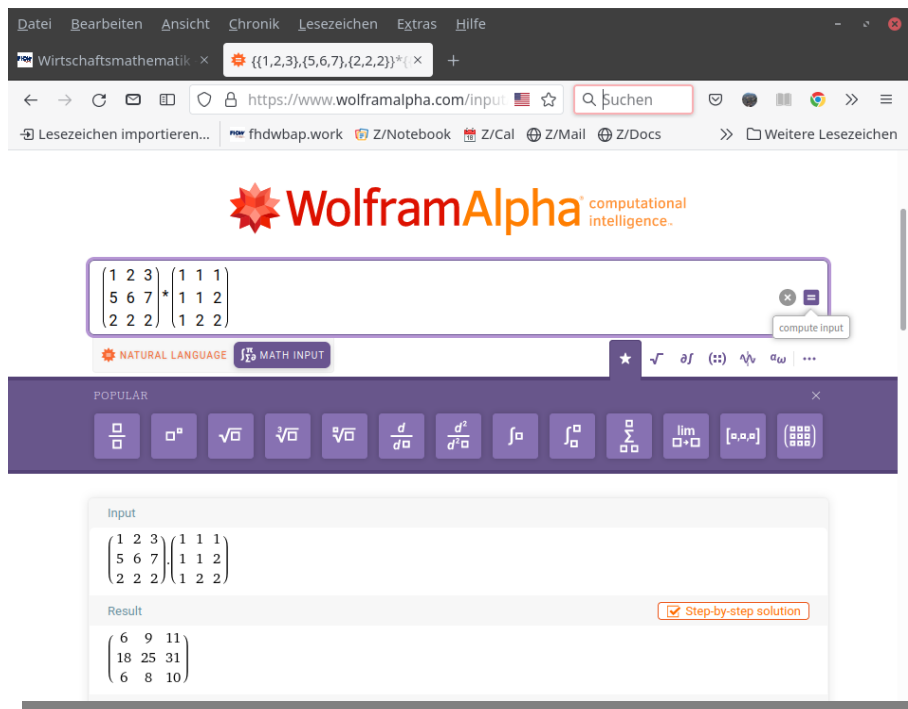 Datei Bearbeiten Ansicht Chronik Lesezeichen Extras Hilfe
Wirtschaftsmathematik × {{1,2,3},{5,6,7},{2,2,2}}*{ × +
https://www.wolframalpha.com/input Suchen
Lesezeichen importieren... fhdwbap.work Z/Notebook Z/Cal Z/Mail Z/Docs Weitere Lesezeichen
WolframAlpha computational
intelligence.
1 2 3 1 1 1
5 6 7 * 1 1 2
2 2 2 1 2 2
compute input
NATURAL LANGUAGE MATH INPUT
POPULAR
d d²
d d²
lim
Input
1 2 3 1 1 1
5 6 7 . 1 1 2
2 2 2 1 2 2
Result Step-by-step solution
6 9 11
18 25 31
6 8 10